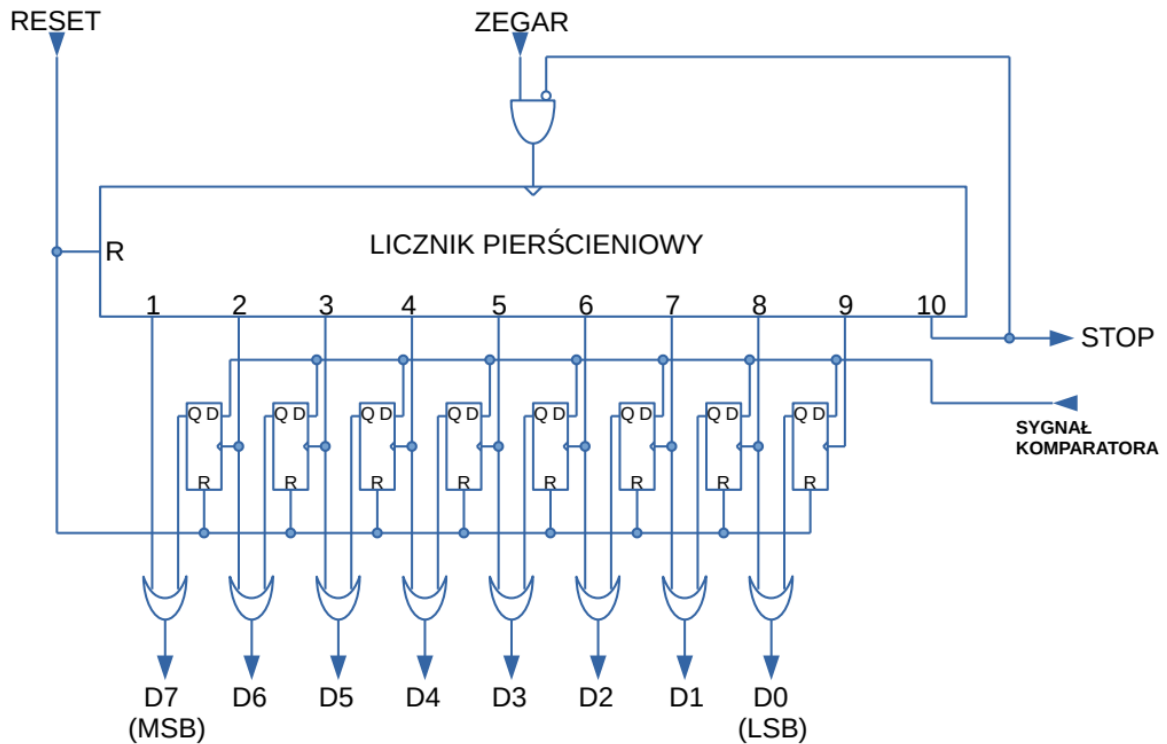 RESET
ZEGAR
R
LICZNIK PIERŚCIENIOWY
1 2 3 4 5 6 7 8 9 10
STOP
Q D Q D Q D Q D Q D Q D Q D Q D
SYGNAŁ
KOMPARATORA
R R R R R R R R
D7 D6 D5 D4 D3 D2 D1 D0
(MSB) (LSB)